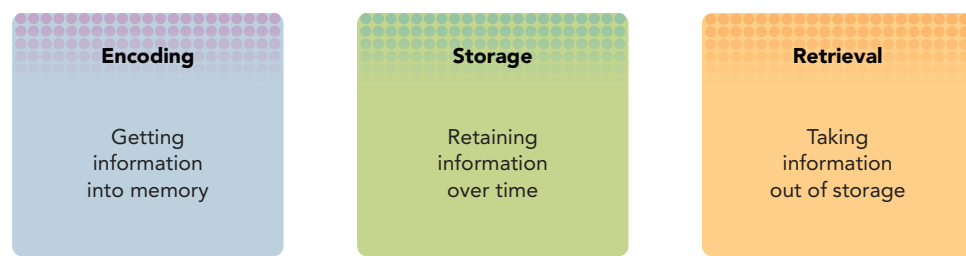 Encoding
Getting
information
into memory
Storage
Retaining
information
over time
Retrieval
Taking
information
out of storage